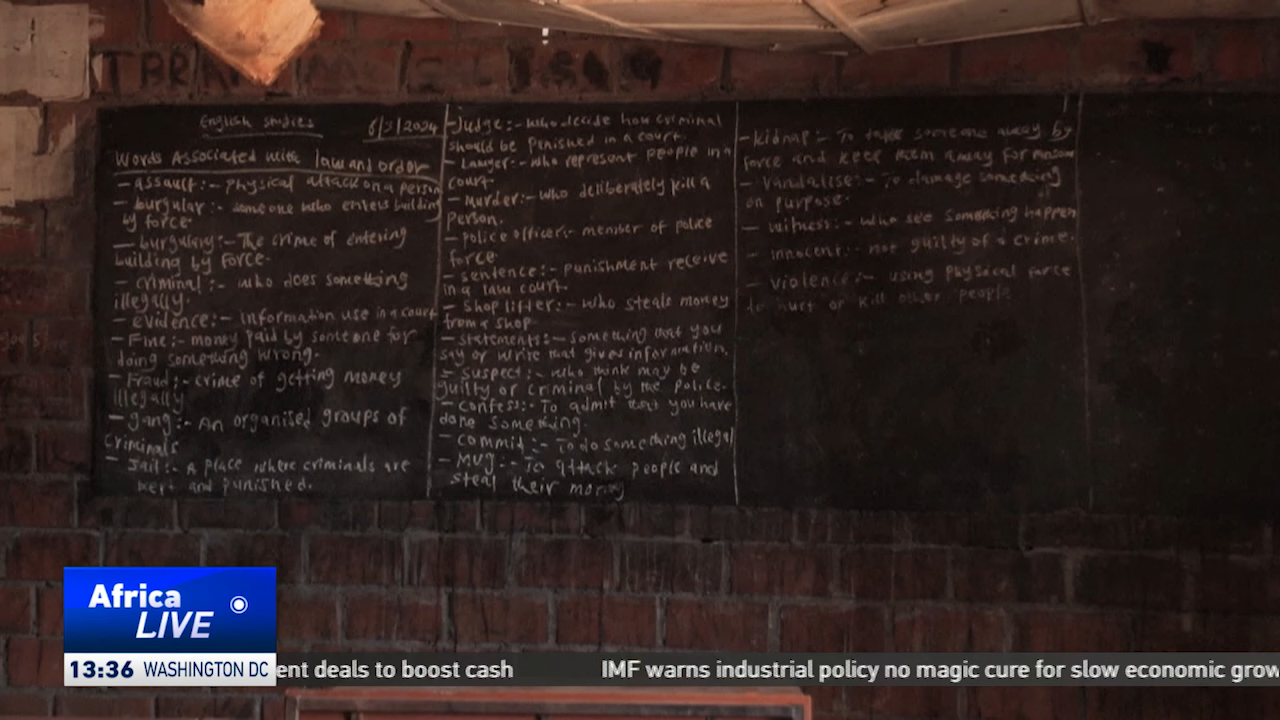 English Studies
6/3/2024
Words Associated with law and order
- assault:- physical attack on a person
- burgular:- someone who enters building
by force.
- burgulary:- The crime of entering
building by force.
- criminal:- who does something
illegally.
- evidence:- information use in a court
- Fine:- money paid by someone for
doing something wrong.
- Fraud:- crime of getting money
illegally
- gang:- An organised groups of
criminals
- Jail:- A place where criminals are
kept and punished.
- Judge:- who decide how criminal
should be punished in a court.
- Lawyer:- who represent people in a
court.
- Murder:- who deliberately kill a
person.
- police officer:- member of police
force.
- sentence:- punishment receive
in a law court.
- shop lifter:- who steals money
from a shop
- statements:- something that you
say or write that gives information.
- suspect:- who think may be
guilty or criminal by the police.
- confess:- To admit that you have
done something.
- commid:- To do something illegal
- Mug:- To attack people and
steal their money
- kidnap:- To take someone away by
force and keep them away for ransom
- vandalise:- To damage something
on purpose.
- witness:- who see something happen
- innocent:- not guilty of a crime.
- violence:- using physical force
to hurt or kill other people
Africa
LIVE
13:36 WASHINGTON DC
ent deals to boost cash IMF warns industrial policy no magic cure for slow economic grow